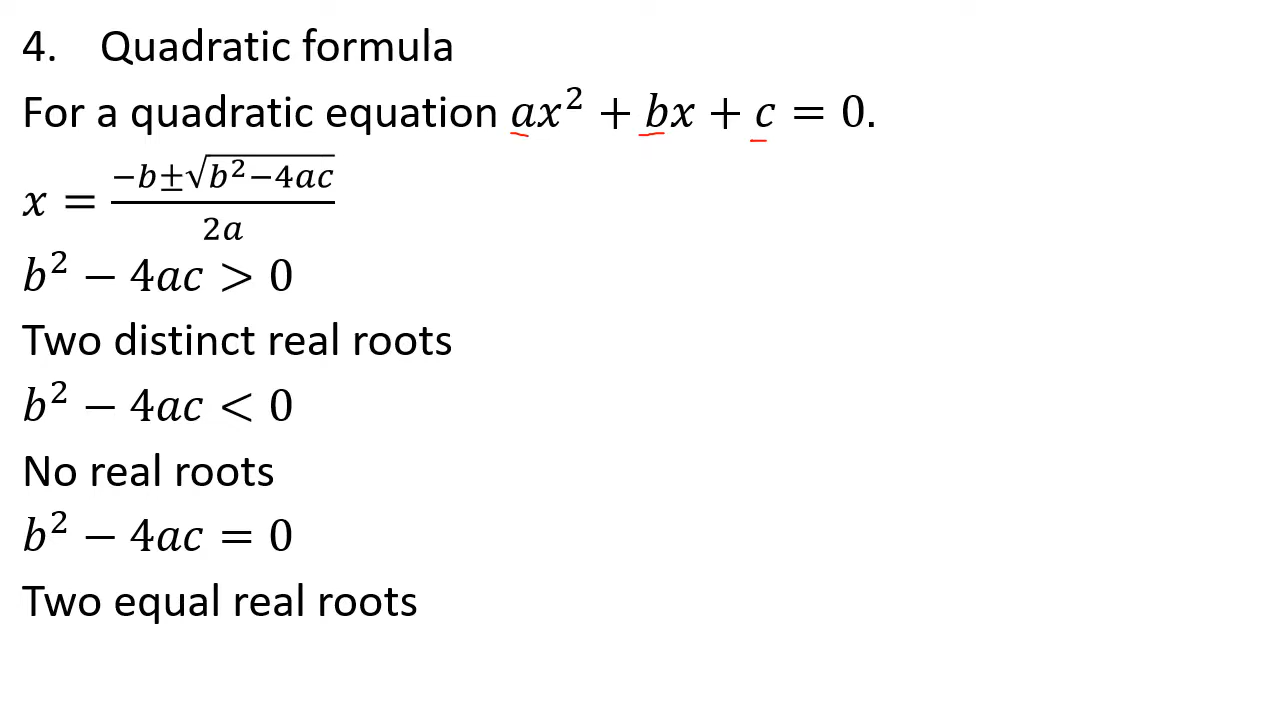 4. Quadratic formula
For a quadratic equation ax² + bx + c = 0.
x = (−b±√(b²−4ac))/(2a)
b² − 4ac > 0
Two distinct real roots
b² − 4ac < 0
No real roots
b² − 4ac = 0
Two equal real roots